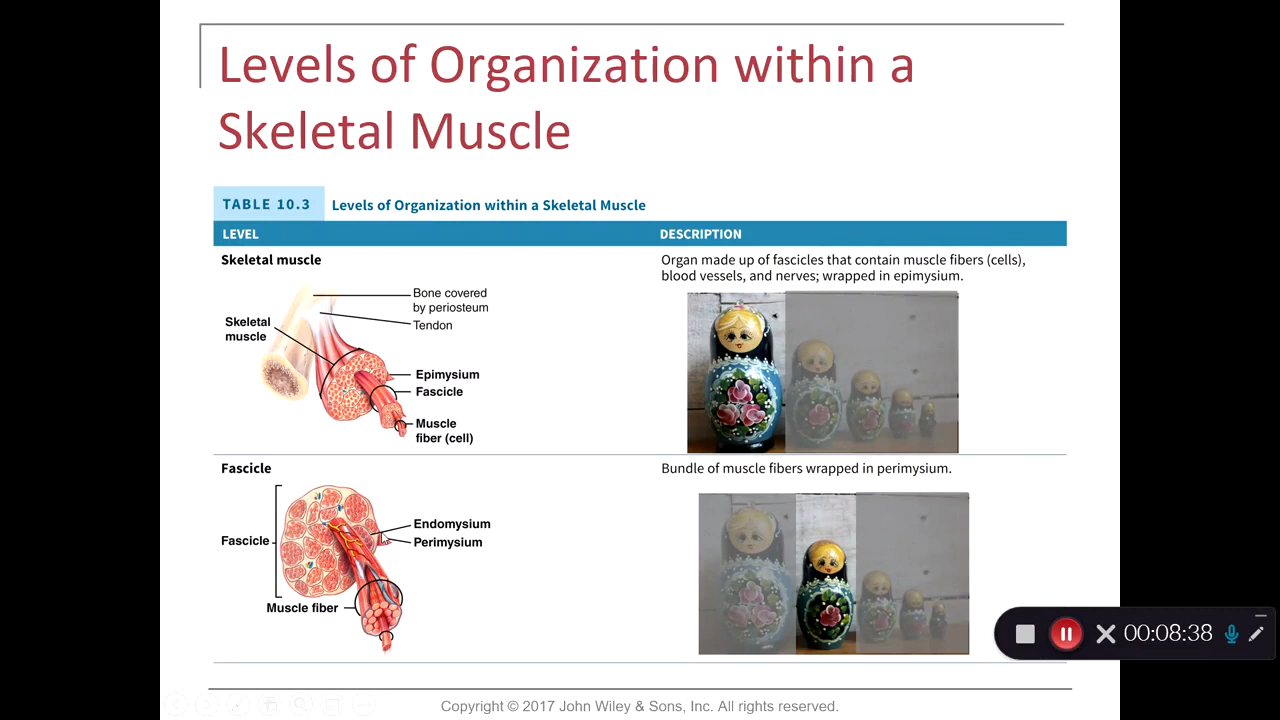 Levels of Organization within a
Skeletal Muscle
TABLE 10.3 Levels of Organization within a Skeletal Muscle
LEVEL DESCRIPTION
Skeletal muscle
Organ made up of fascicles that contain muscle fibers (cells),
blood vessels, and nerves; wrapped in epimysium.
Bone covered
by periosteum
Tendon
Skeletal
muscle
Epimysium
Fascicle
Muscle
fiber (cell)
Fascicle
Bundle of muscle fibers wrapped in perimysium.
Endomysium
Perimysium
Fascicle
Muscle fiber
00:08:38
Copyright © 2017 John Wiley & Sons, Inc. All rights reserved.